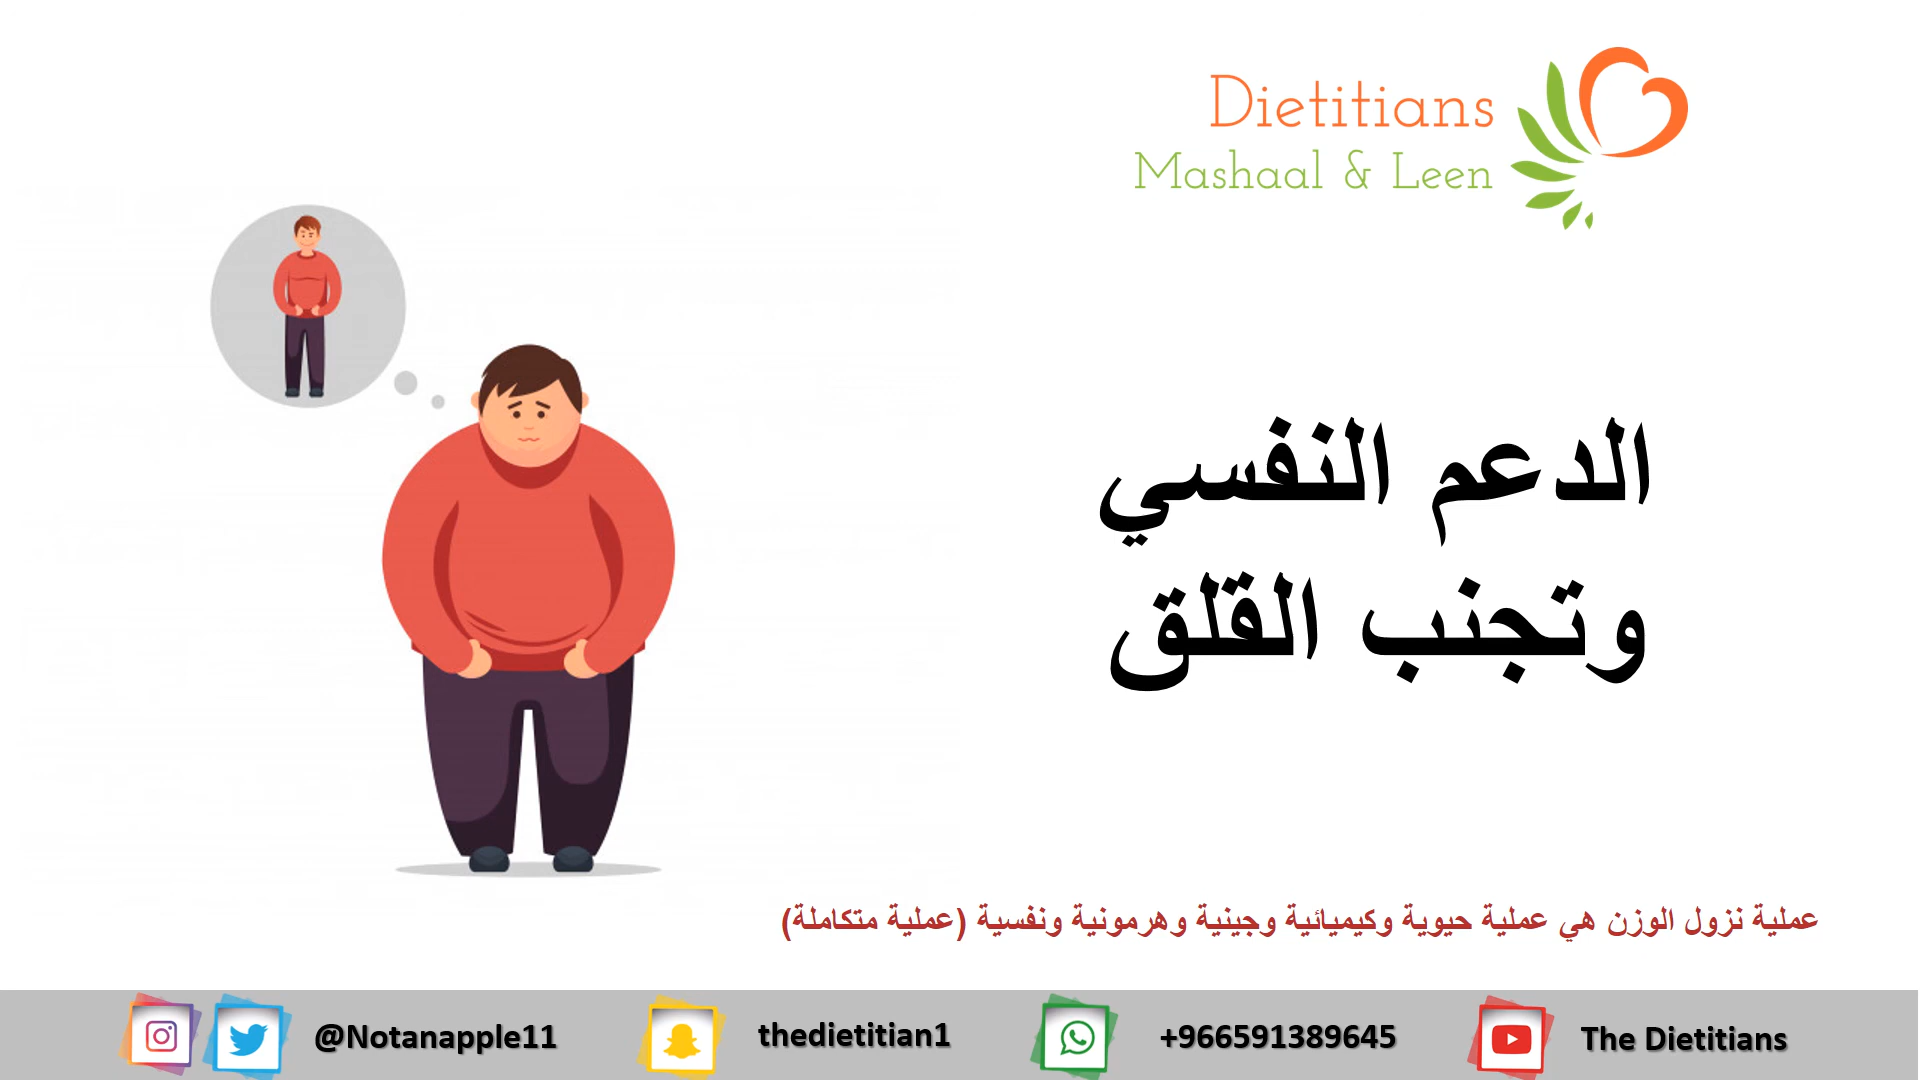 Dietitians
Mashaal & Leen
الدعم النفسي
وتجنب القلق
عملية نزول الوزن هي عملية حيوية وكيميائية وجينية وهرمونية ونفسية (عملية متكاملة)
@Notanapple11 thedietitian1 +966591389645 The Dietitians